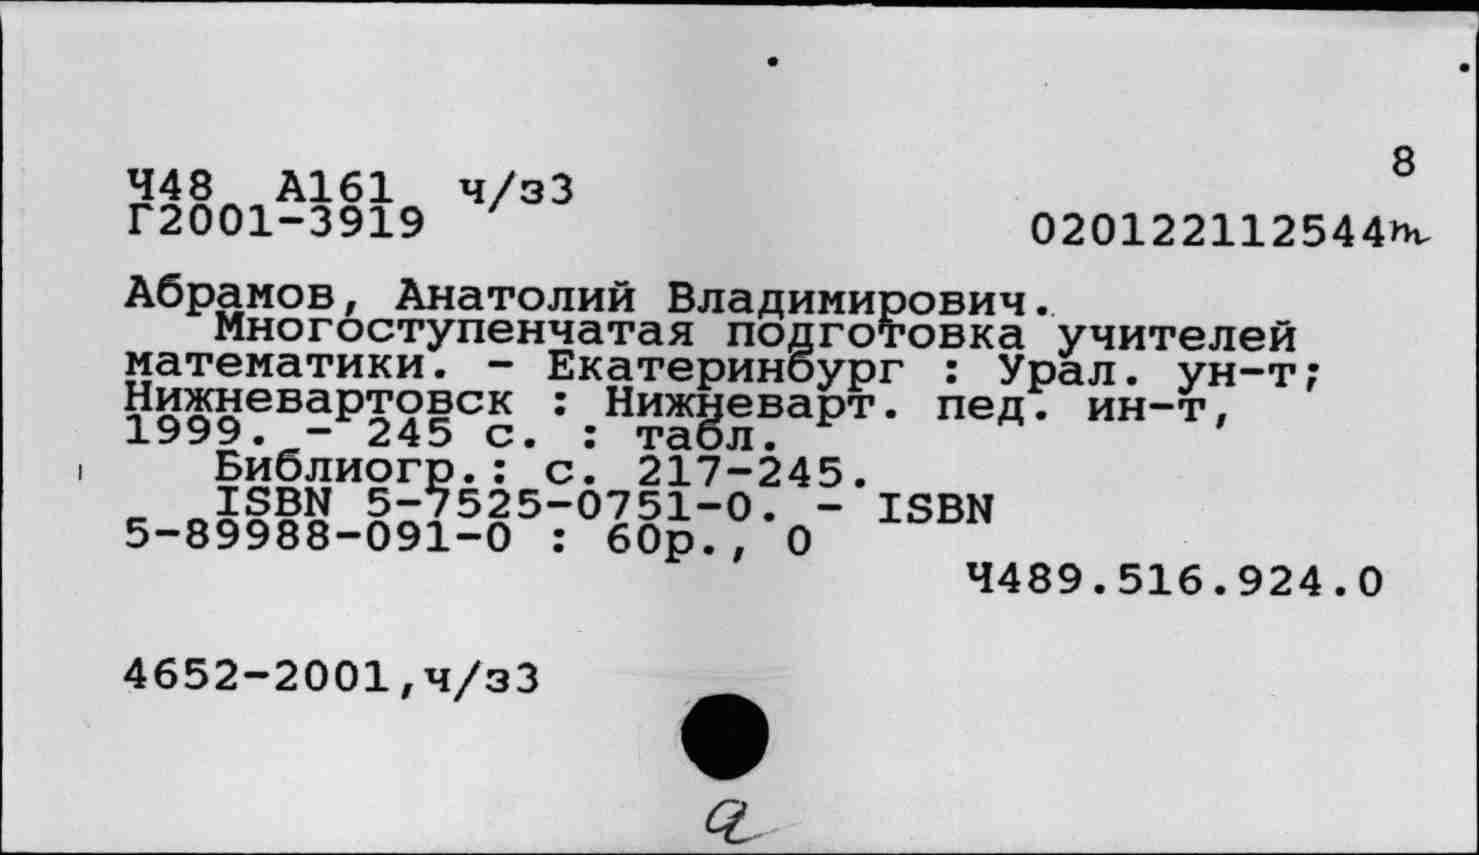 8
Ч48 А161 ч/з3
Г2001-3919
020122112544
Абрамов, Анатолий Владимирович.
Многоступенчатая подготовка учителей
математики. - Екатеринбург : Урал. ун-т;
Нижневартовск : Нижневарт. пед. ин-т,
1999. - 245 с. : табл.
Библиогр.: с. 217-245.
ISBN 5-7525-0751-0. - ISBN
5-89988-091-0 : 60р., 0
Ч489.516.924.0
4652-2001,ч/з3